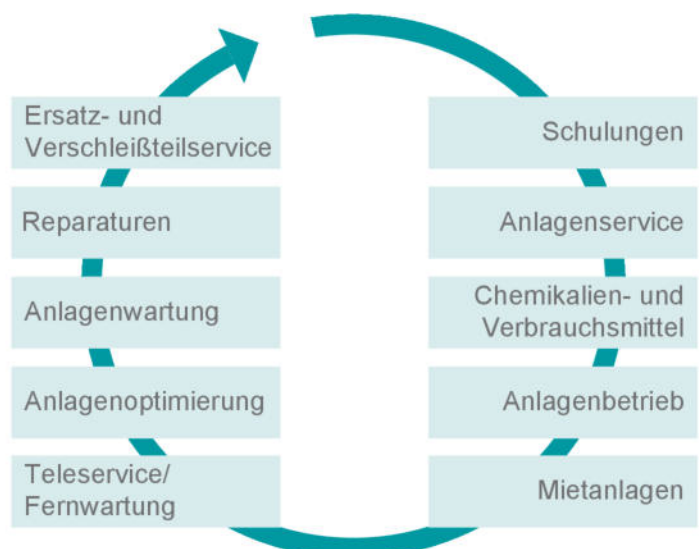 Ersatz- und
Verschleißteilservice
Reparaturen
Anlagenwartung
Anlagenoptimierung
Teleservice/
Fernwartung
Schulungen
Anlagenservice
Chemikalien- und
Verbrauchsmittel
Anlagenbetrieb
Mietanlagen